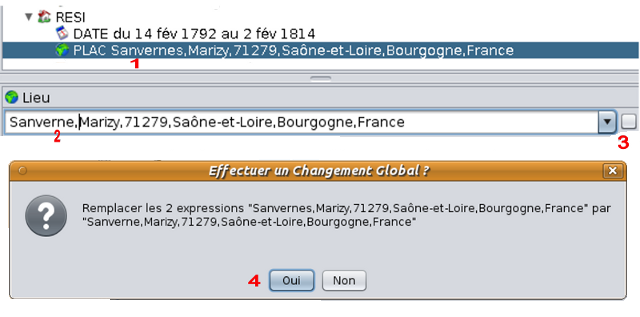 RESI
DATE du 14 fév 1792 au 2 fév 1814
PLAC Sanvernes,Marizy,71279,Saône-et-Loire,Bourgogne,France
1
Lieu
Sanverne,Marizy,71279,Saône-et-Loire,Bourgogne,France
2
3
Effectuer un Changement Global ?
Remplacer les 2 expressions "Sanvernes,Marizy,71279,Saône-et-Loire,Bourgogne,France" par
"Sanverne,Marizy,71279,Saône-et-Loire,Bourgogne,France"
4 Oui Non